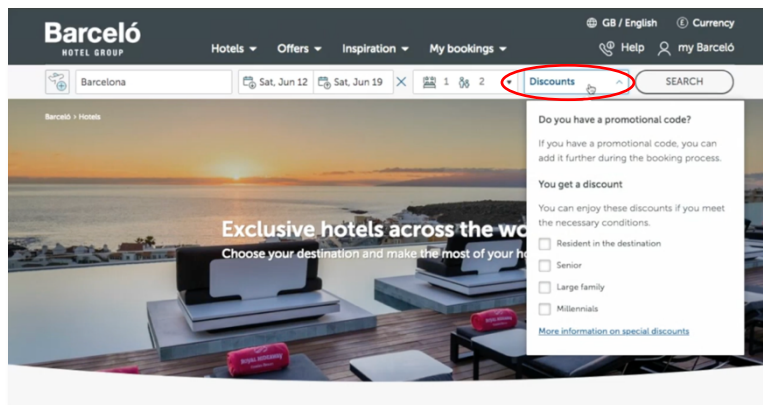 Barceló
HOTEL GROUP
GB / English
Currency
Hotels
Offers
Inspiration
My bookings
Help
my Barceló
Barcelona
Sat, Jun 12
Sat, Jun 19
1
2
Discounts
SEARCH
Barceló › Hotels
Do you have a promotional code?
If you have a promotional code, you can
add it further during the booking process.
You get a discount
You can enjoy these discounts if you meet
the necessary conditions.
Resident in the destination
Senior
Large family
Millennials
More information on special discounts
Exclusive hotels across the wo
Choose your destination and make the most of your h